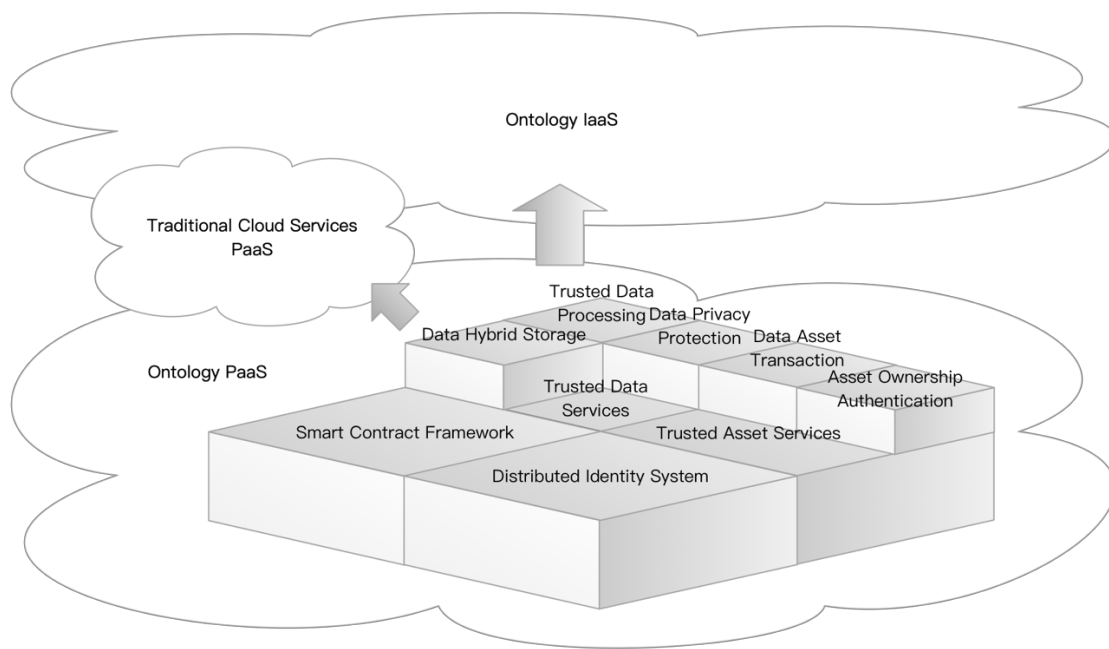 Ontology IaaS
Traditional Cloud Services
PaaS
Ontology PaaS
Trusted Data
Processing
Data Hybrid Storage
Data Privacy
Protection
Data Asset
Transaction
Asset Ownership
Authentication
Trusted Data
Services
Smart Contract Framework
Trusted Asset Services
Distributed Identity System